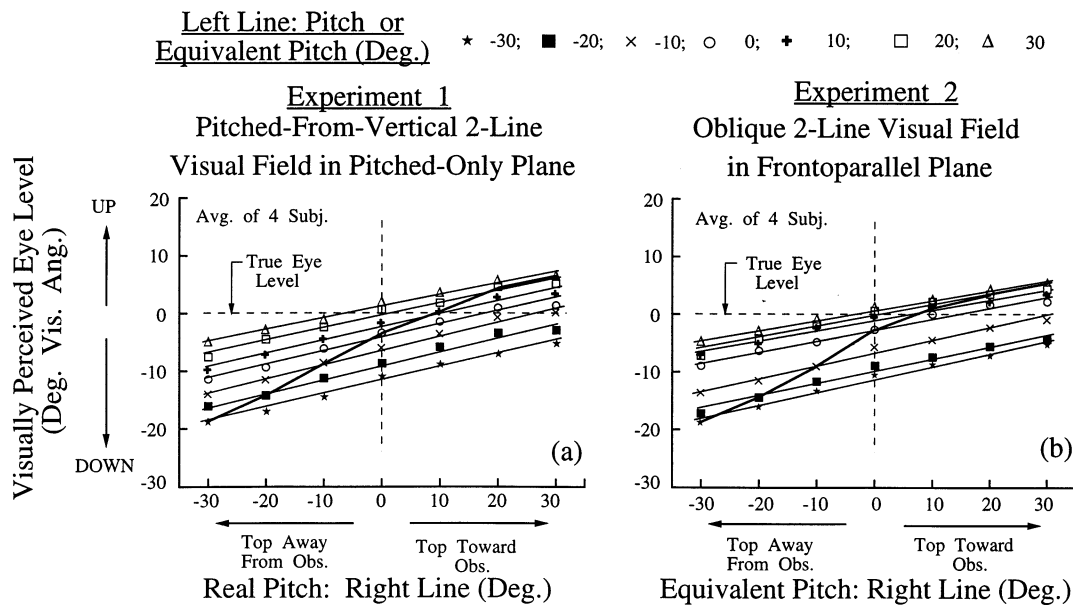 Left Line: Pitch or
Equivalent Pitch (Deg.)
★ -30; ■ -20; × -10; ○ 0; ✚ 10; □ 20; △ 30
Experiment 1
Pitched-From-Vertical 2-Line
Visual Field in Pitched-Only Plane
Experiment 2
Oblique 2-Line Visual Field
in Frontoparallel Plane
Visually Perceived Eye Level
(Deg. Vis. Ang.)
UP
DOWN
20
10
0
-10
-20
-30
Avg. of 4 Subj.
True Eye
Level
(a)
-30 -20 -10 0 10 20 30
Top Away
From Obs.
Top Toward
Obs.
Real Pitch: Right Line (Deg.)
20
10
0
-10
-20
-30
Avg. of 4 Subj.
True Eye
Level
(b)
-30 -20 -10 0 10 20 30
Top Away
From Obs.
Top Toward
Obs.
Equivalent Pitch: Right Line (Deg.)